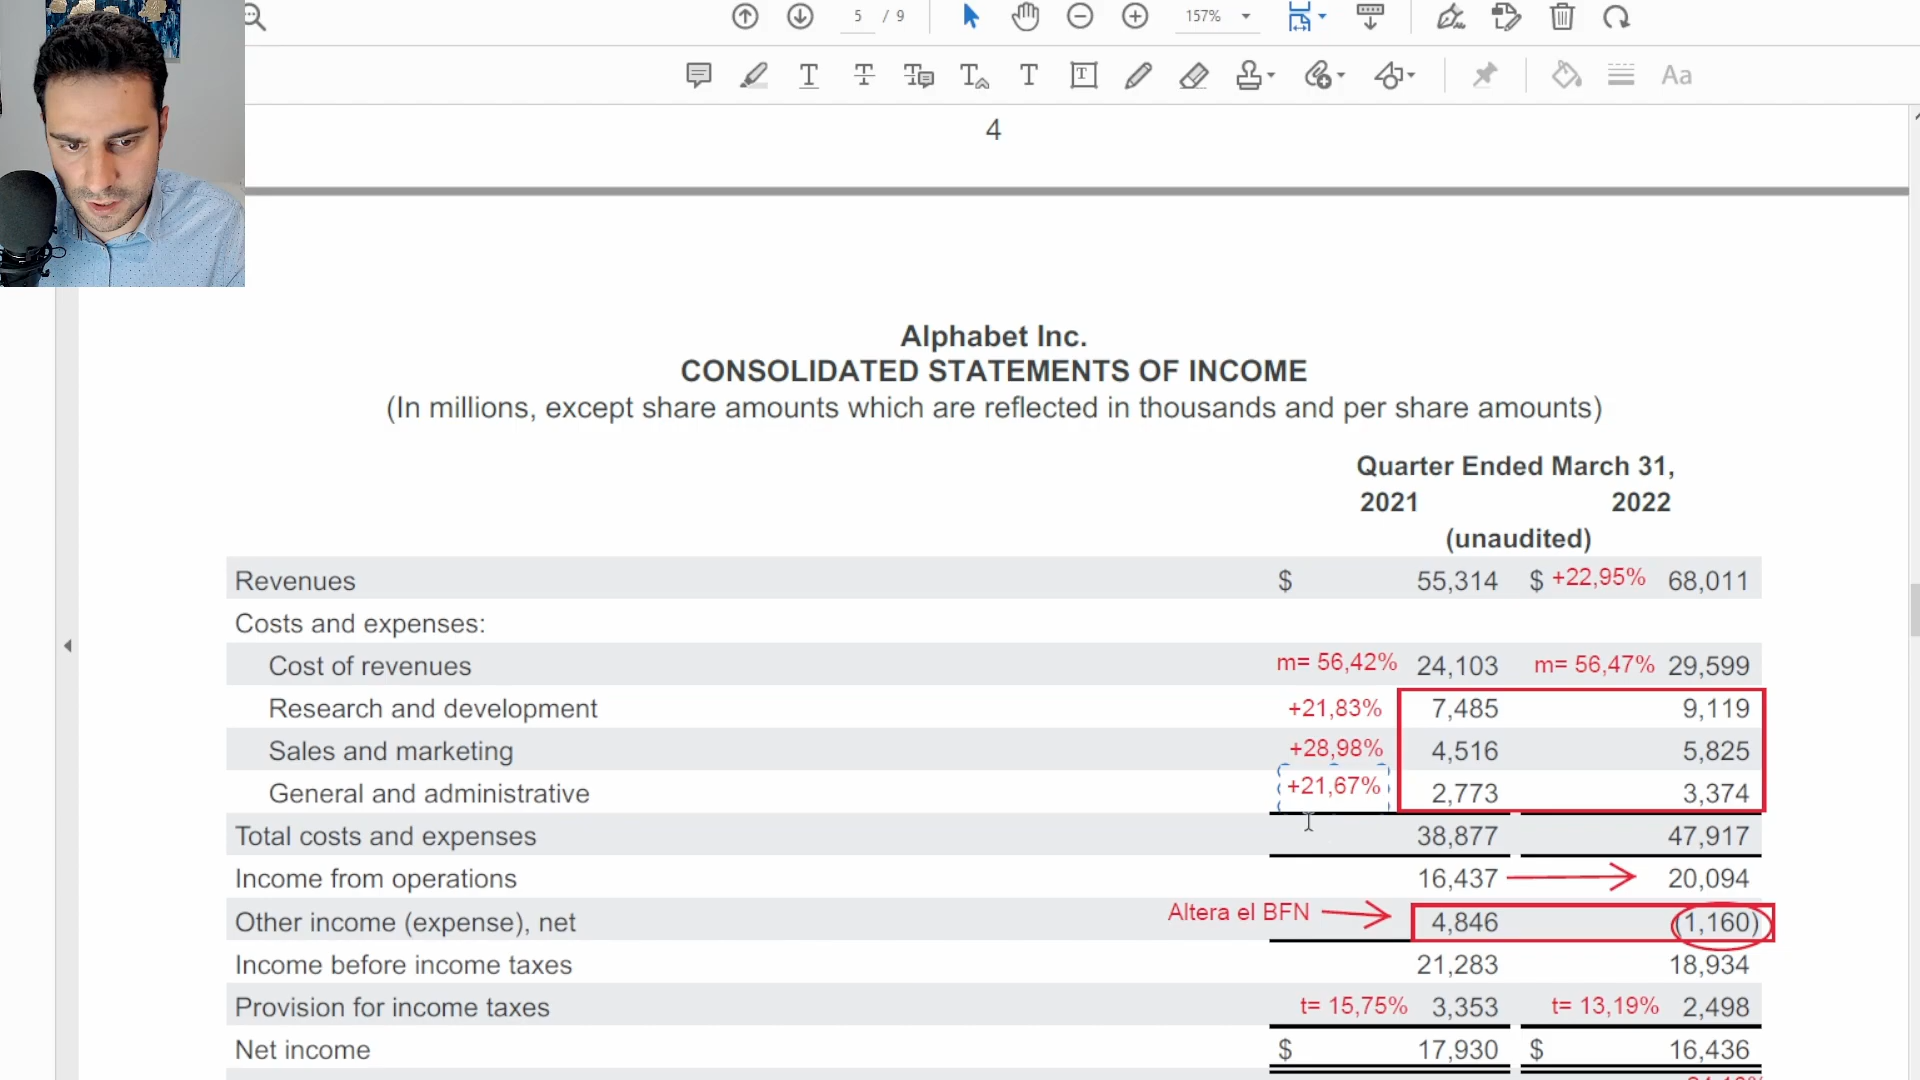 5 / 9
157%
Aa
4
Alphabet Inc.
CONSOLIDATED STATEMENTS OF INCOME
(In millions, except share amounts which are reflected in thousands and per share amounts)
Quarter Ended March 31,
2021 2022
(unaudited)
Revenues $ 55,314 $ +22,95% 68,011
Costs and expenses:
Cost of revenues m= 56,42% 24,103 m= 56,47% 29,599
Research and development +21,83% 7,485 9,119
Sales and marketing +28,98% 4,516 5,825
General and administrative +21,67% 2,773 3,374
Total costs and expenses 38,877 47,917
Income from operations 16,437 20,094
Other income (expense), net Altera el BFN 4,846 (1,160)
Income before income taxes 21,283 18,934
Provision for income taxes t= 15,75% 3,353 t= 13,19% 2,498
Net income $ 17,930 $ 16,436